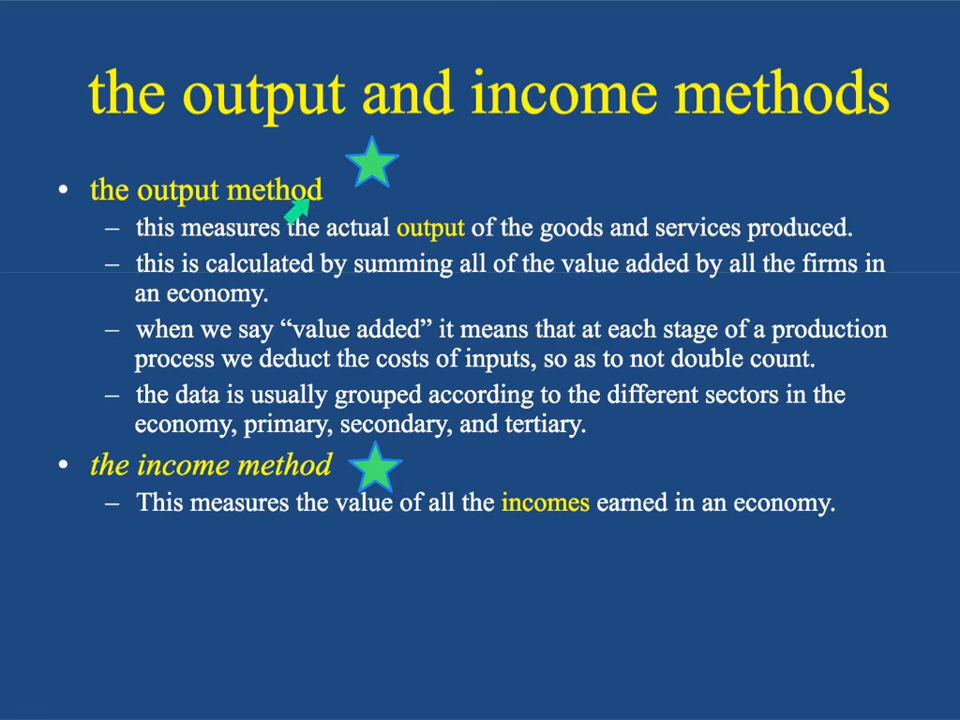 the output and income methods
• the output method
– this measures the actual output of the goods and services produced.
– this is calculated by summing all of the value added by all the firms in
an economy.
– when we say “value added” it means that at each stage of a production
process we deduct the costs of inputs, so as to not double count.
– the data is usually grouped according to the different sectors in the
economy, primary, secondary, and tertiary.
• the income method
– This measures the value of all the incomes earned in an economy.